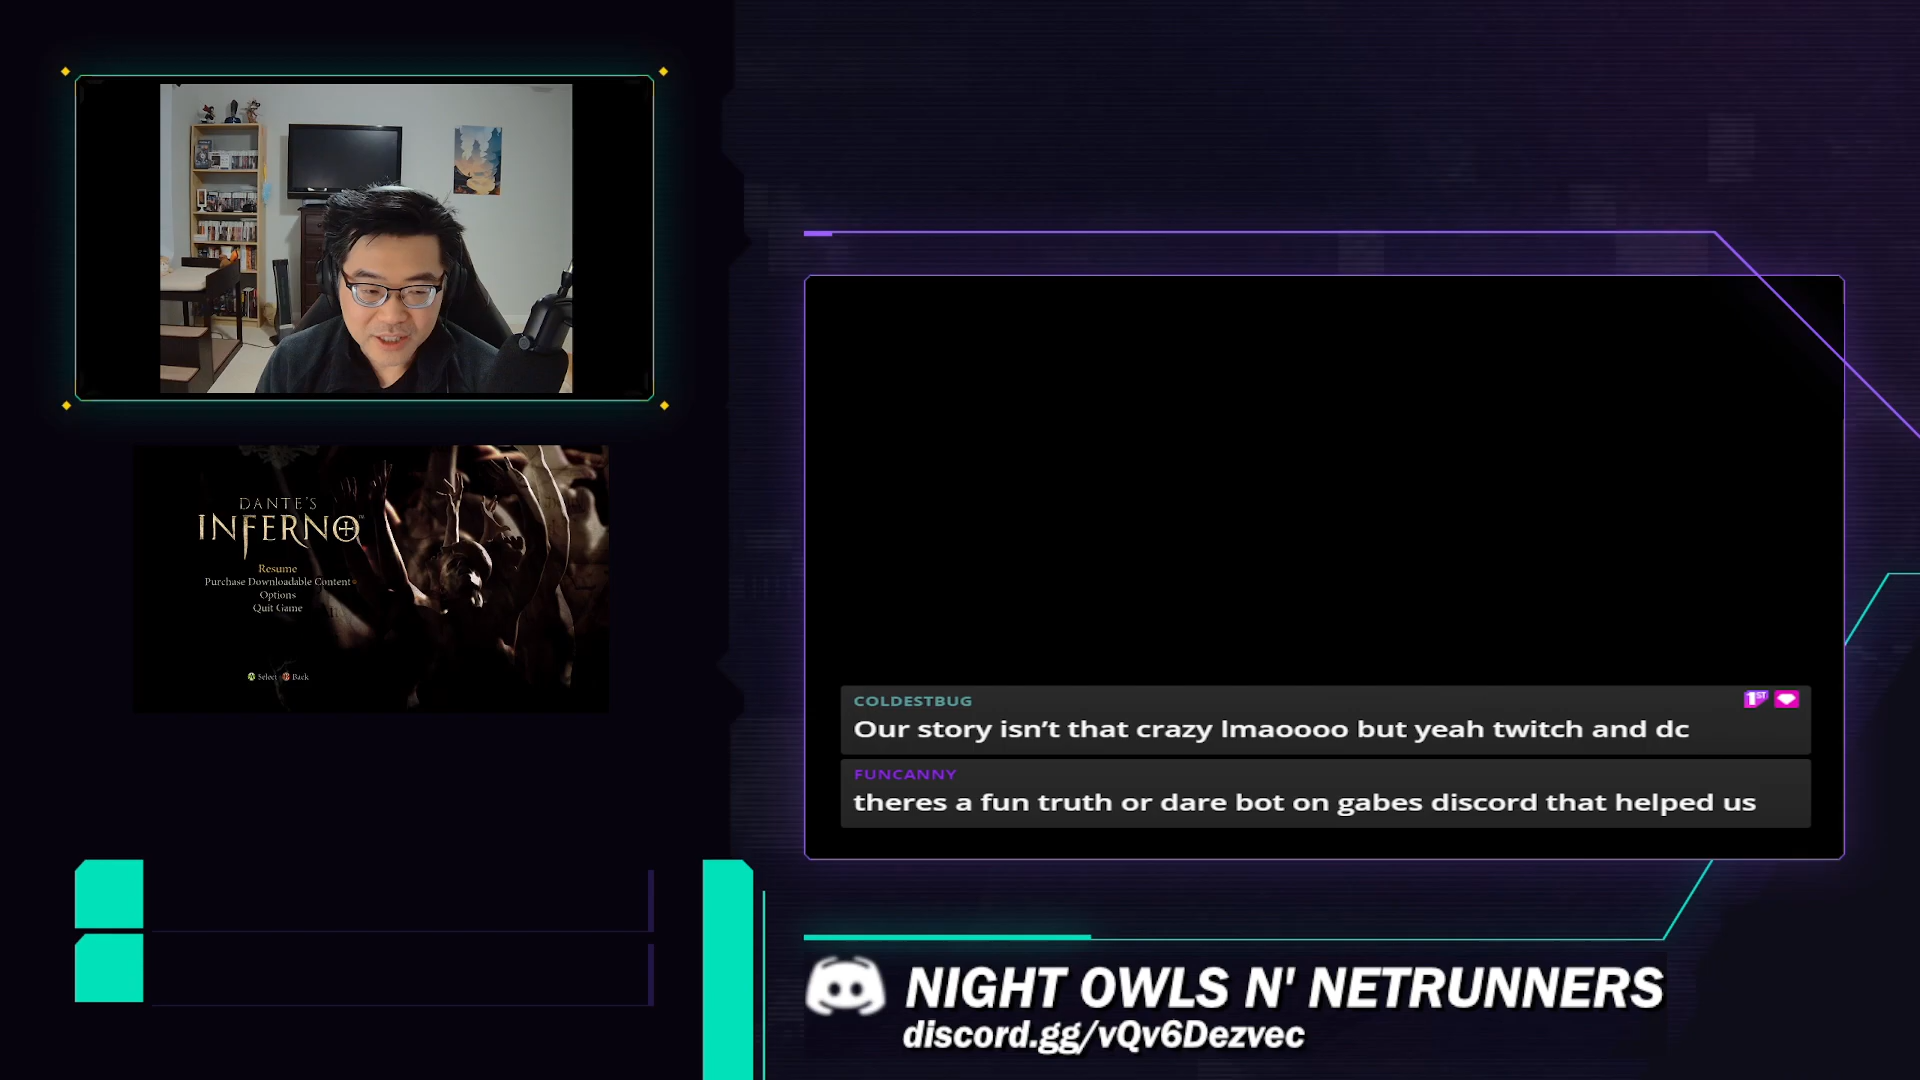 DANTE'S
INFERNO
Resume
Purchase Downloadable Content
Options
Quit Game
A Select B Back
COLDESTBUG
1ST
Our story isn't that crazy lmaoooo but yeah twitch and dc
FUNCANNY
theres a fun truth or dare bot on gabes discord that helped us
NIGHT OWLS N' NETRUNNERS
discord.gg/vQv6Dezvec